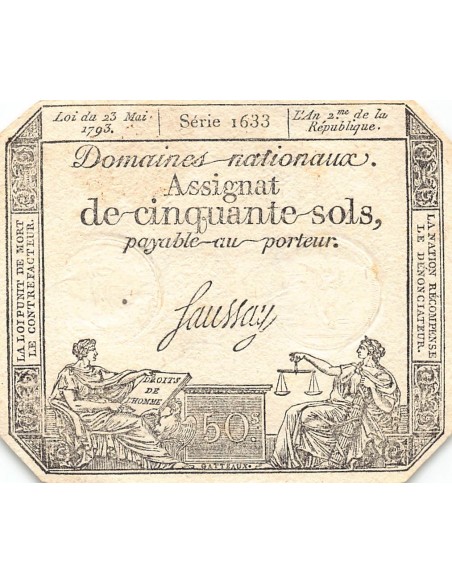 Loi du 23 Mai
1793.
Série 1633
L'An 2.me de la
République.
Domaines nationaux.
Assignat
de cinquante sols,
payable au porteur.
LA LOI PUNIT DE MORT
LE CONTREFACTEUR.
LA NATION RÉCOMPENSE
LE DÉNONCIATEUR.
Saussay
DROITS
DE
L'HOMME
50 s.
GATTEAUX